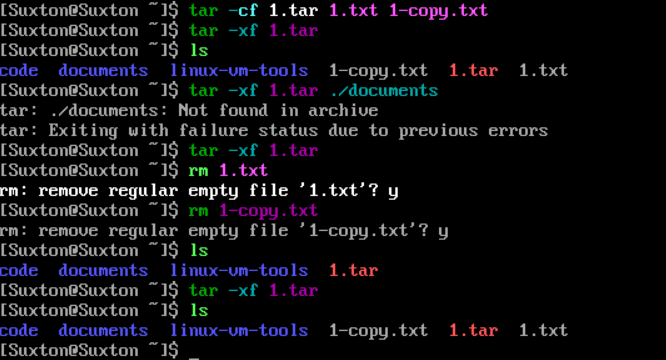 [Suxton@Suxton ~]$ tar -cf 1.tar 1.txt 1-copy.txt
[Suxton@Suxton ~]$ tar -xf 1.tar
[Suxton@Suxton ~]$ ls
code documents linux-vm-tools 1-copy.txt 1.tar 1.txt
[Suxton@Suxton ~]$ tar -xf 1.tar ./documents
tar: ./documents: Not found in archive
tar: Exiting with failure status due to previous errors
[Suxton@Suxton ~]$ tar -xf 1.tar
[Suxton@Suxton ~]$ rm 1.txt
rm: remove regular empty file '1.txt'? y
[Suxton@Suxton ~]$ rm 1-copy.txt
rm: remove regular empty file '1-copy.txt'? y
[Suxton@Suxton ~]$ ls
code documents linux-vm-tools 1.tar
[Suxton@Suxton ~]$ tar -xf 1.tar
[Suxton@Suxton ~]$ ls
code documents linux-vm-tools 1-copy.txt 1.tar 1.txt
[Suxton@Suxton ~]$ _